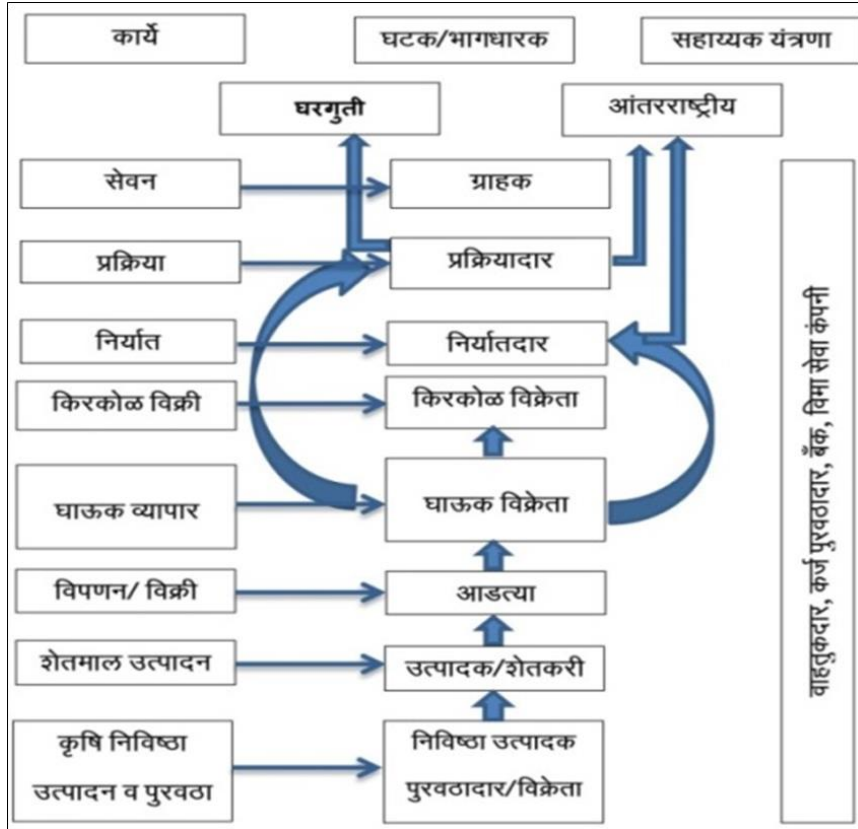 कार्ये
घटक/भागधारक
सहाय्यक यंत्रणा
घरगुती
आंतरराष्ट्रीय
सेवन
ग्राहक
प्रक्रिया
प्रक्रियादार
निर्यात
निर्यातदार
किरकोळ विक्री
किरकोळ विक्रेता
घाऊक व्यापार
घाऊक विक्रेता
विपणन/ विक्री
आडत्या
शेतमाल उत्पादन
उत्पादक/शेतकरी
कृषि निविष्ठा
उत्पादन व पुरवठा
निविष्ठा उत्पादक
पुरवठादार/विक्रेता
वाहतुकदार, कर्ज पुरवठादार, बँक, विमा सेवा कंपनी